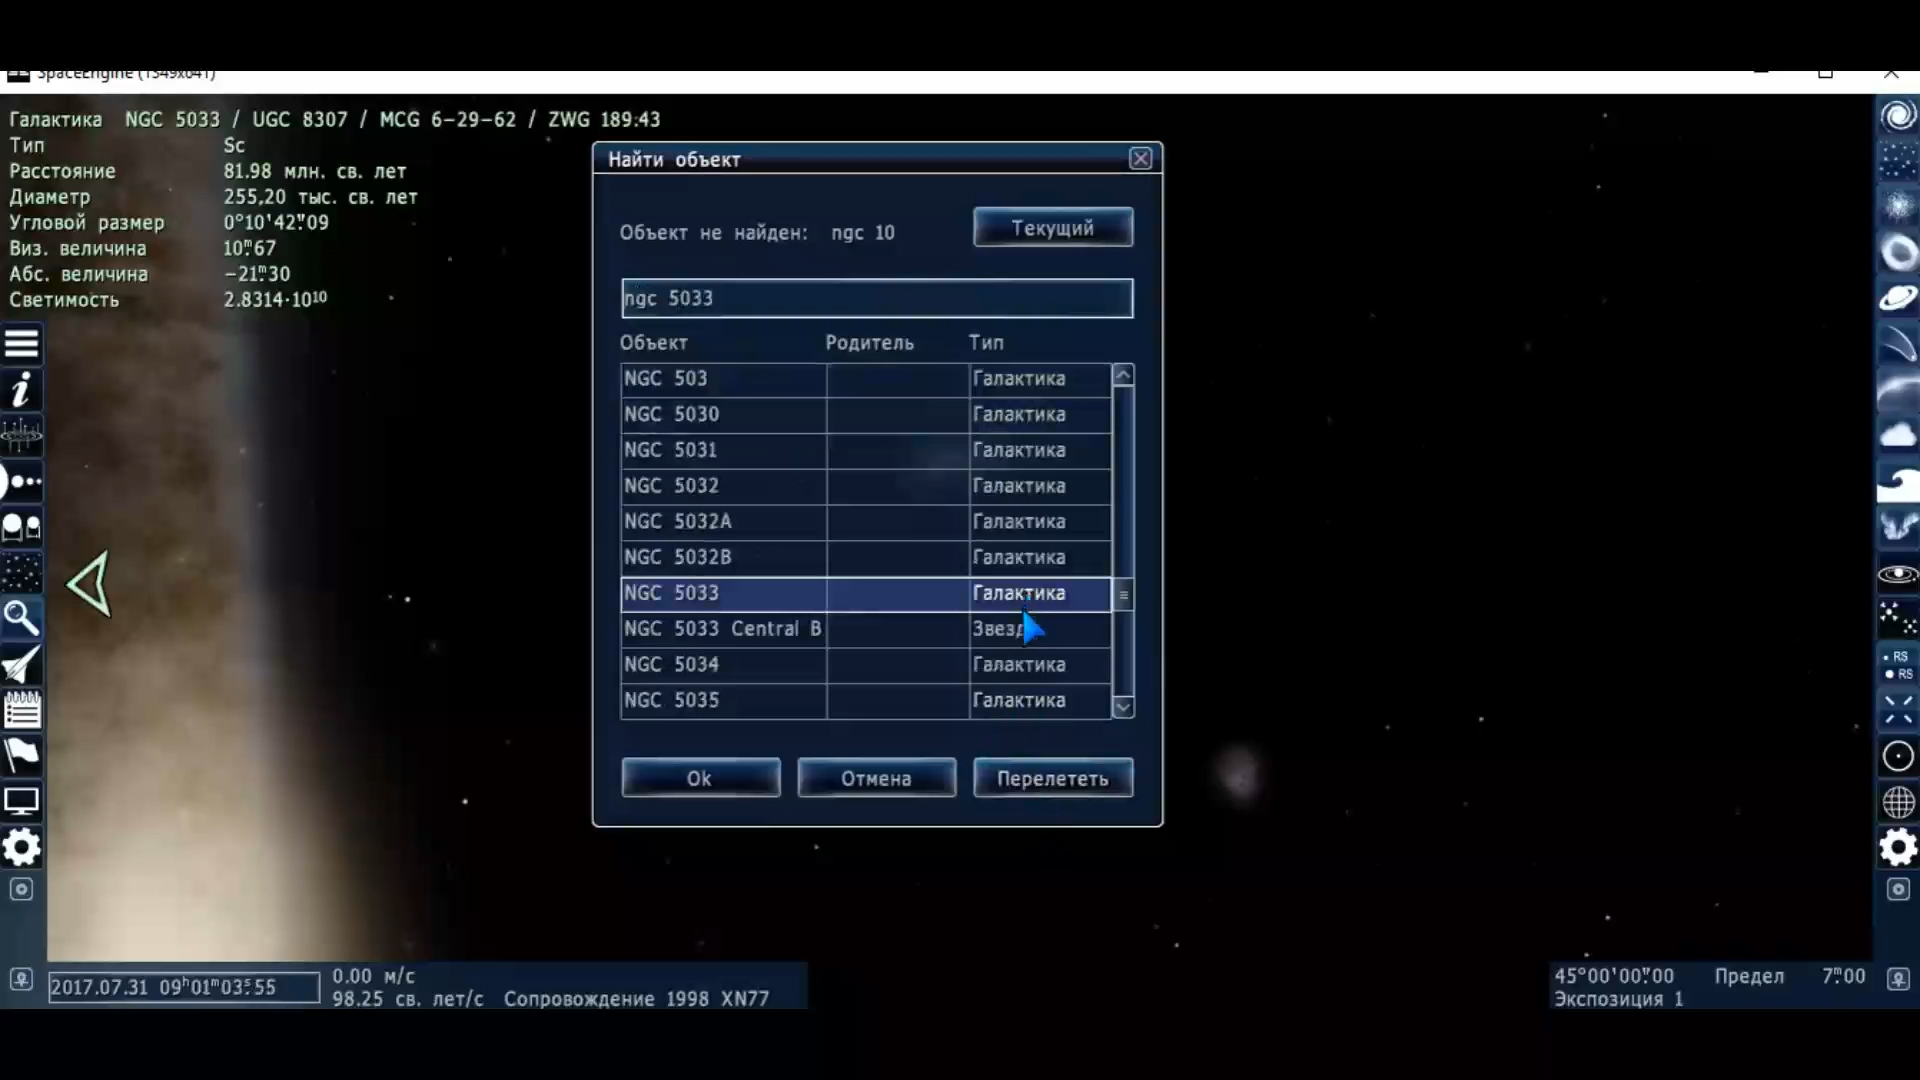 SpaceEngine (1349x641)
Галактика NGC 5033 / UGC 8307 / MCG 6-29-62 / ZWG 189:43
Тип Sc
Расстояние 81.98 млн. св. лет
Диаметр 255,20 тыс. св. лет
Угловой размер 0°10'42".09
Виз. величина 10ᵐ.67
Абс. величина -21ᵐ.30
Светимость 2.8314·10¹⁰
Найти объект
Объект не найден: ngc 10
Текущий
ngc 5033
Объект Родитель Тип
NGC 503 Галактика
NGC 5030 Галактика
NGC 5031 Галактика
NGC 5032 Галактика
NGC 5032A Галактика
NGC 5032B Галактика
NGC 5033 Галактика
NGC 5033 Central B
NGC 5034 Галактика
NGC 5035 Галактика
Ok Отмена Перелететь
RS
RS
2017.07.31 09ʰ01ᵐ03ˢ.55
0.00 м/с
98.25 св. лет/с Сопровождение 1998 XN77
45°00'00".00 Предел 7ᵐ.00
Экспозиция 1